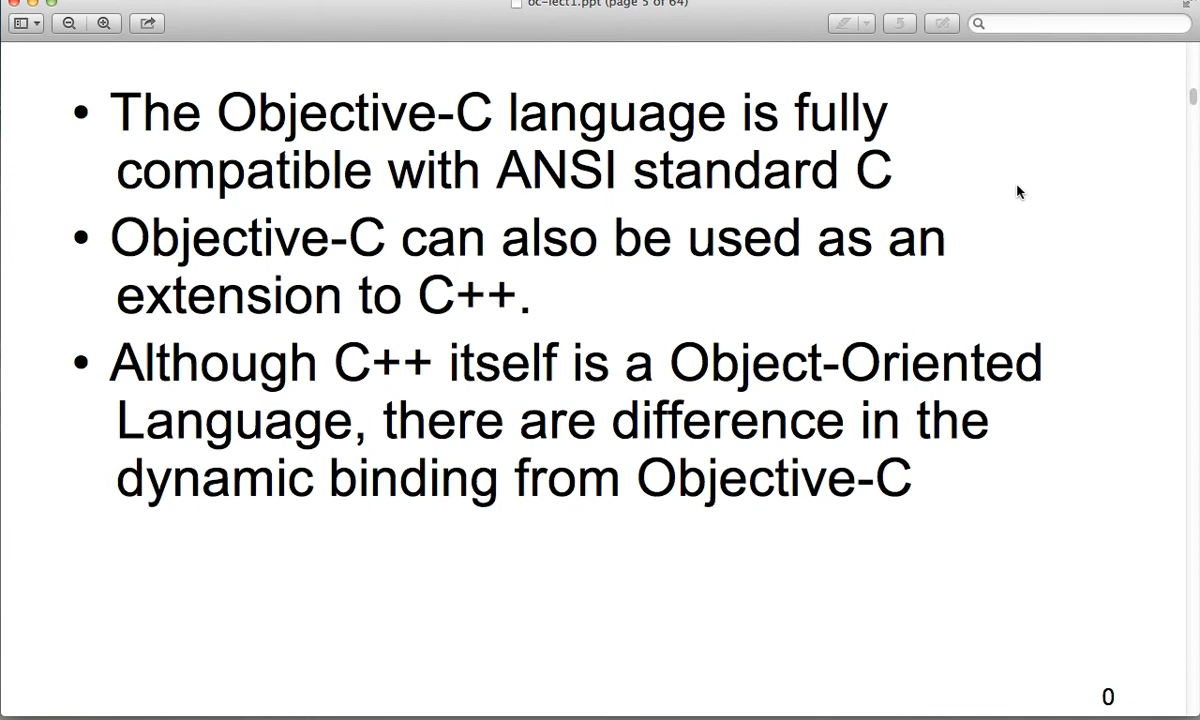 oc-lect1.ppt (page 5 of 64)
• The Objective-C language is fully
compatible with ANSI standard C
• Objective-C can also be used as an
extension to C++.
• Although C++ itself is a Object-Oriented
Language, there are difference in the
dynamic binding from Objective-C
0